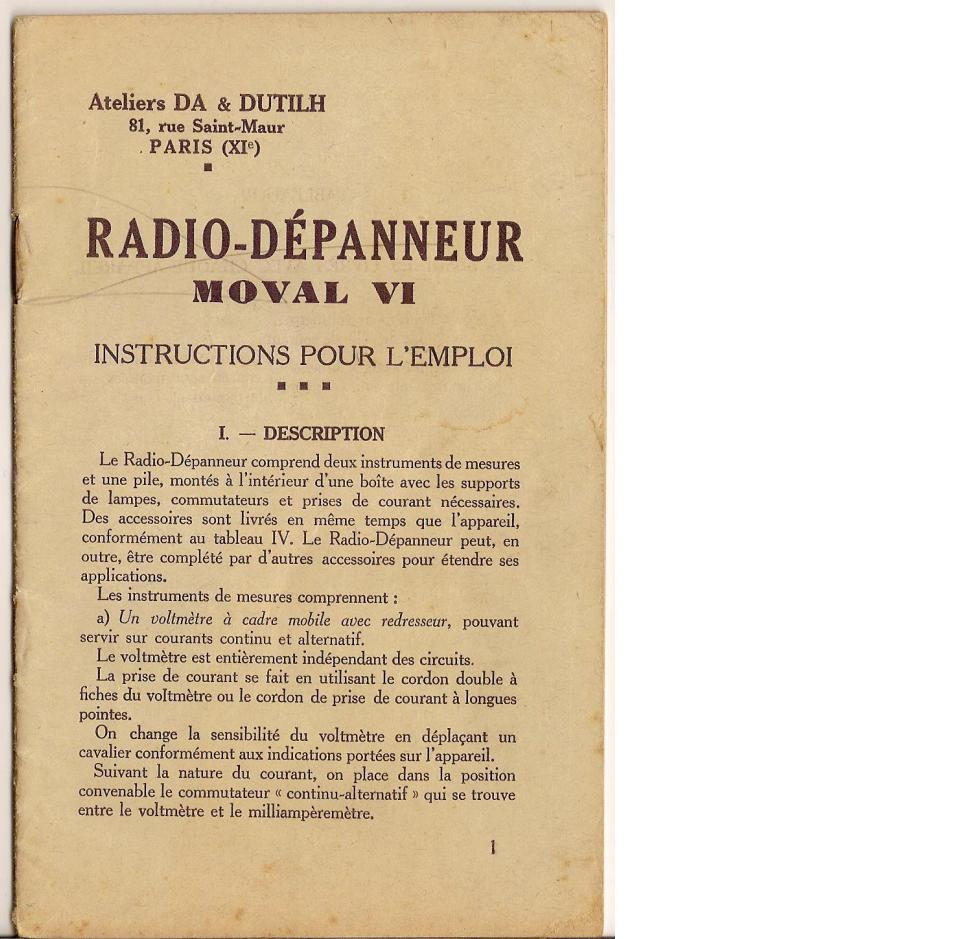 Ateliers DA & DUTILH
81, rue Saint-Maur
PARIS (XIe)
RADIO-DÉPANNEUR
MOVAL VI
INSTRUCTIONS POUR L'EMPLOI
I. — DESCRIPTION
Le Radio-Dépanneur comprend deux instruments de mesures
et une pile, montés à l'intérieur d'une boîte avec les supports
de lampes, commutateurs et prises de courant nécessaires.
Des accessoires sont livrés en même temps que l'appareil,
conformément au tableau IV. Le Radio-Dépanneur peut, en
outre, être complété par d'autres accessoires pour étendre ses
applications.
Les instruments de mesures comprennent :
a) Un voltmètre à cadre mobile avec redresseur, pouvant
servir sur courants continu et alternatif.
Le voltmètre est entièrement indépendant des circuits.
La prise de courant se fait en utilisant le cordon double à
fiches du voltmètre ou le cordon de prise de courant à longues
pointes.
On change la sensibilité du voltmètre en déplaçant un
cavalier conformément aux indications portées sur l'appareil.
Suivant la nature du courant, on place dans la position
convenable le commutateur « continu-alternatif » qui se trouve
entre le voltmètre et le milliampèremètre.
1